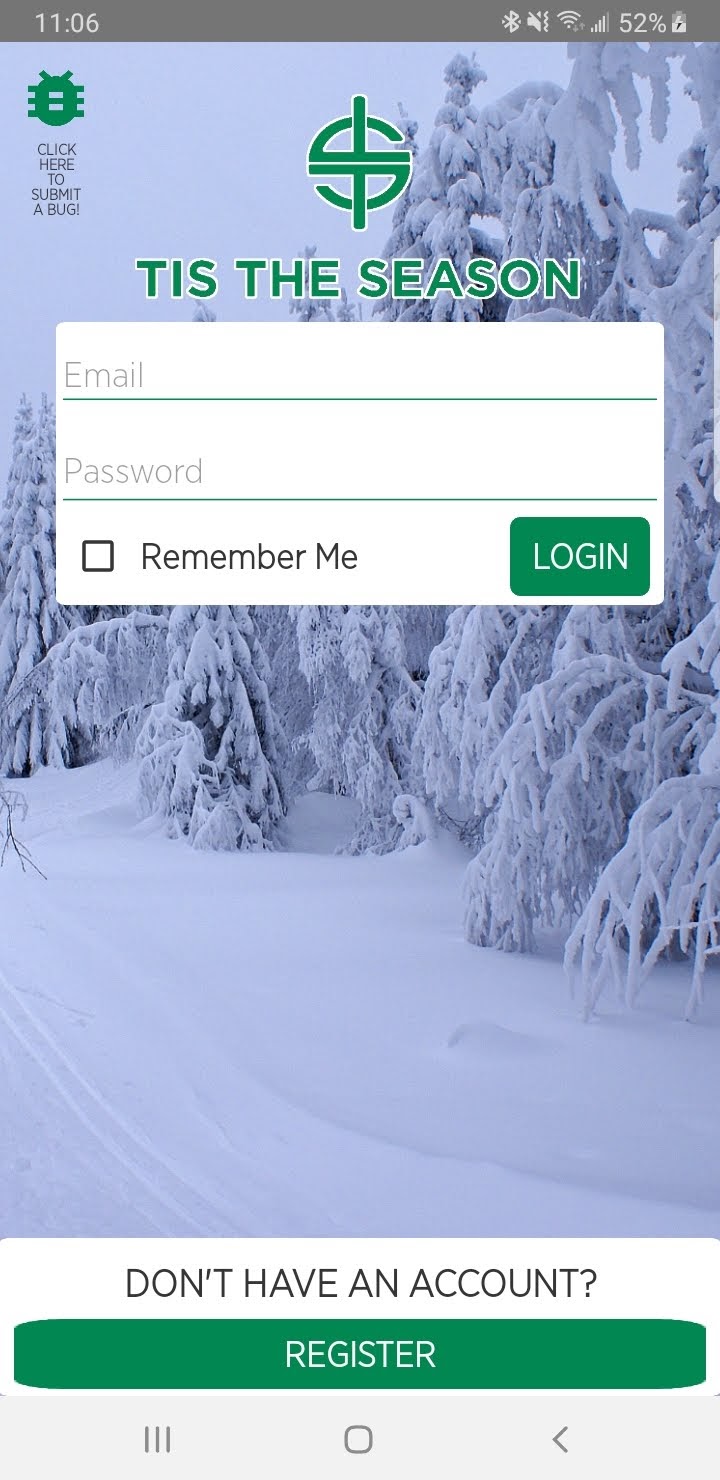 11:06 52%
CLICK
HERE
TO
SUBMIT
A BUG!
TIS THE SEASON
Email
Password
Remember Me LOGIN
DON'T HAVE AN ACCOUNT?
REGISTER